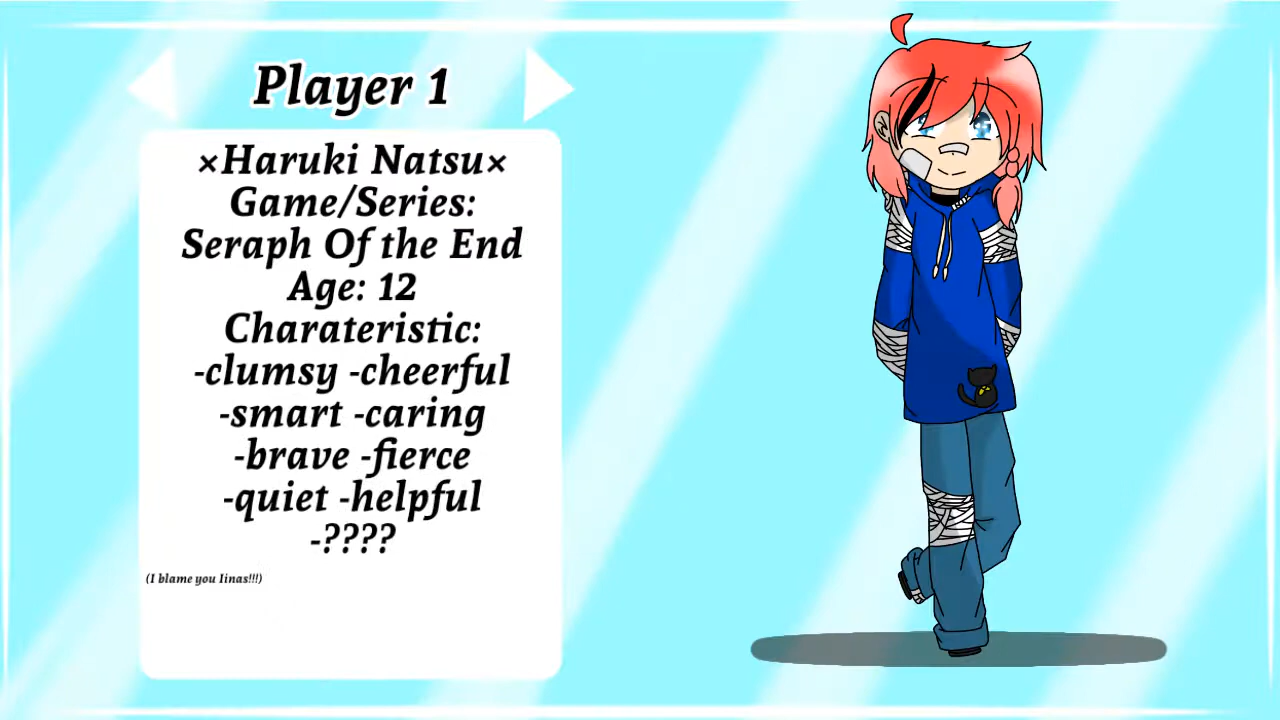 Player 1
×Haruki Natsu×
Game/Series:
Seraph Of the End
Age: 12
Charateristic:
-clumsy -cheerful
-smart -caring
-brave -fierce
-quiet -helpful
-????
(I blame you Iinas!!!)